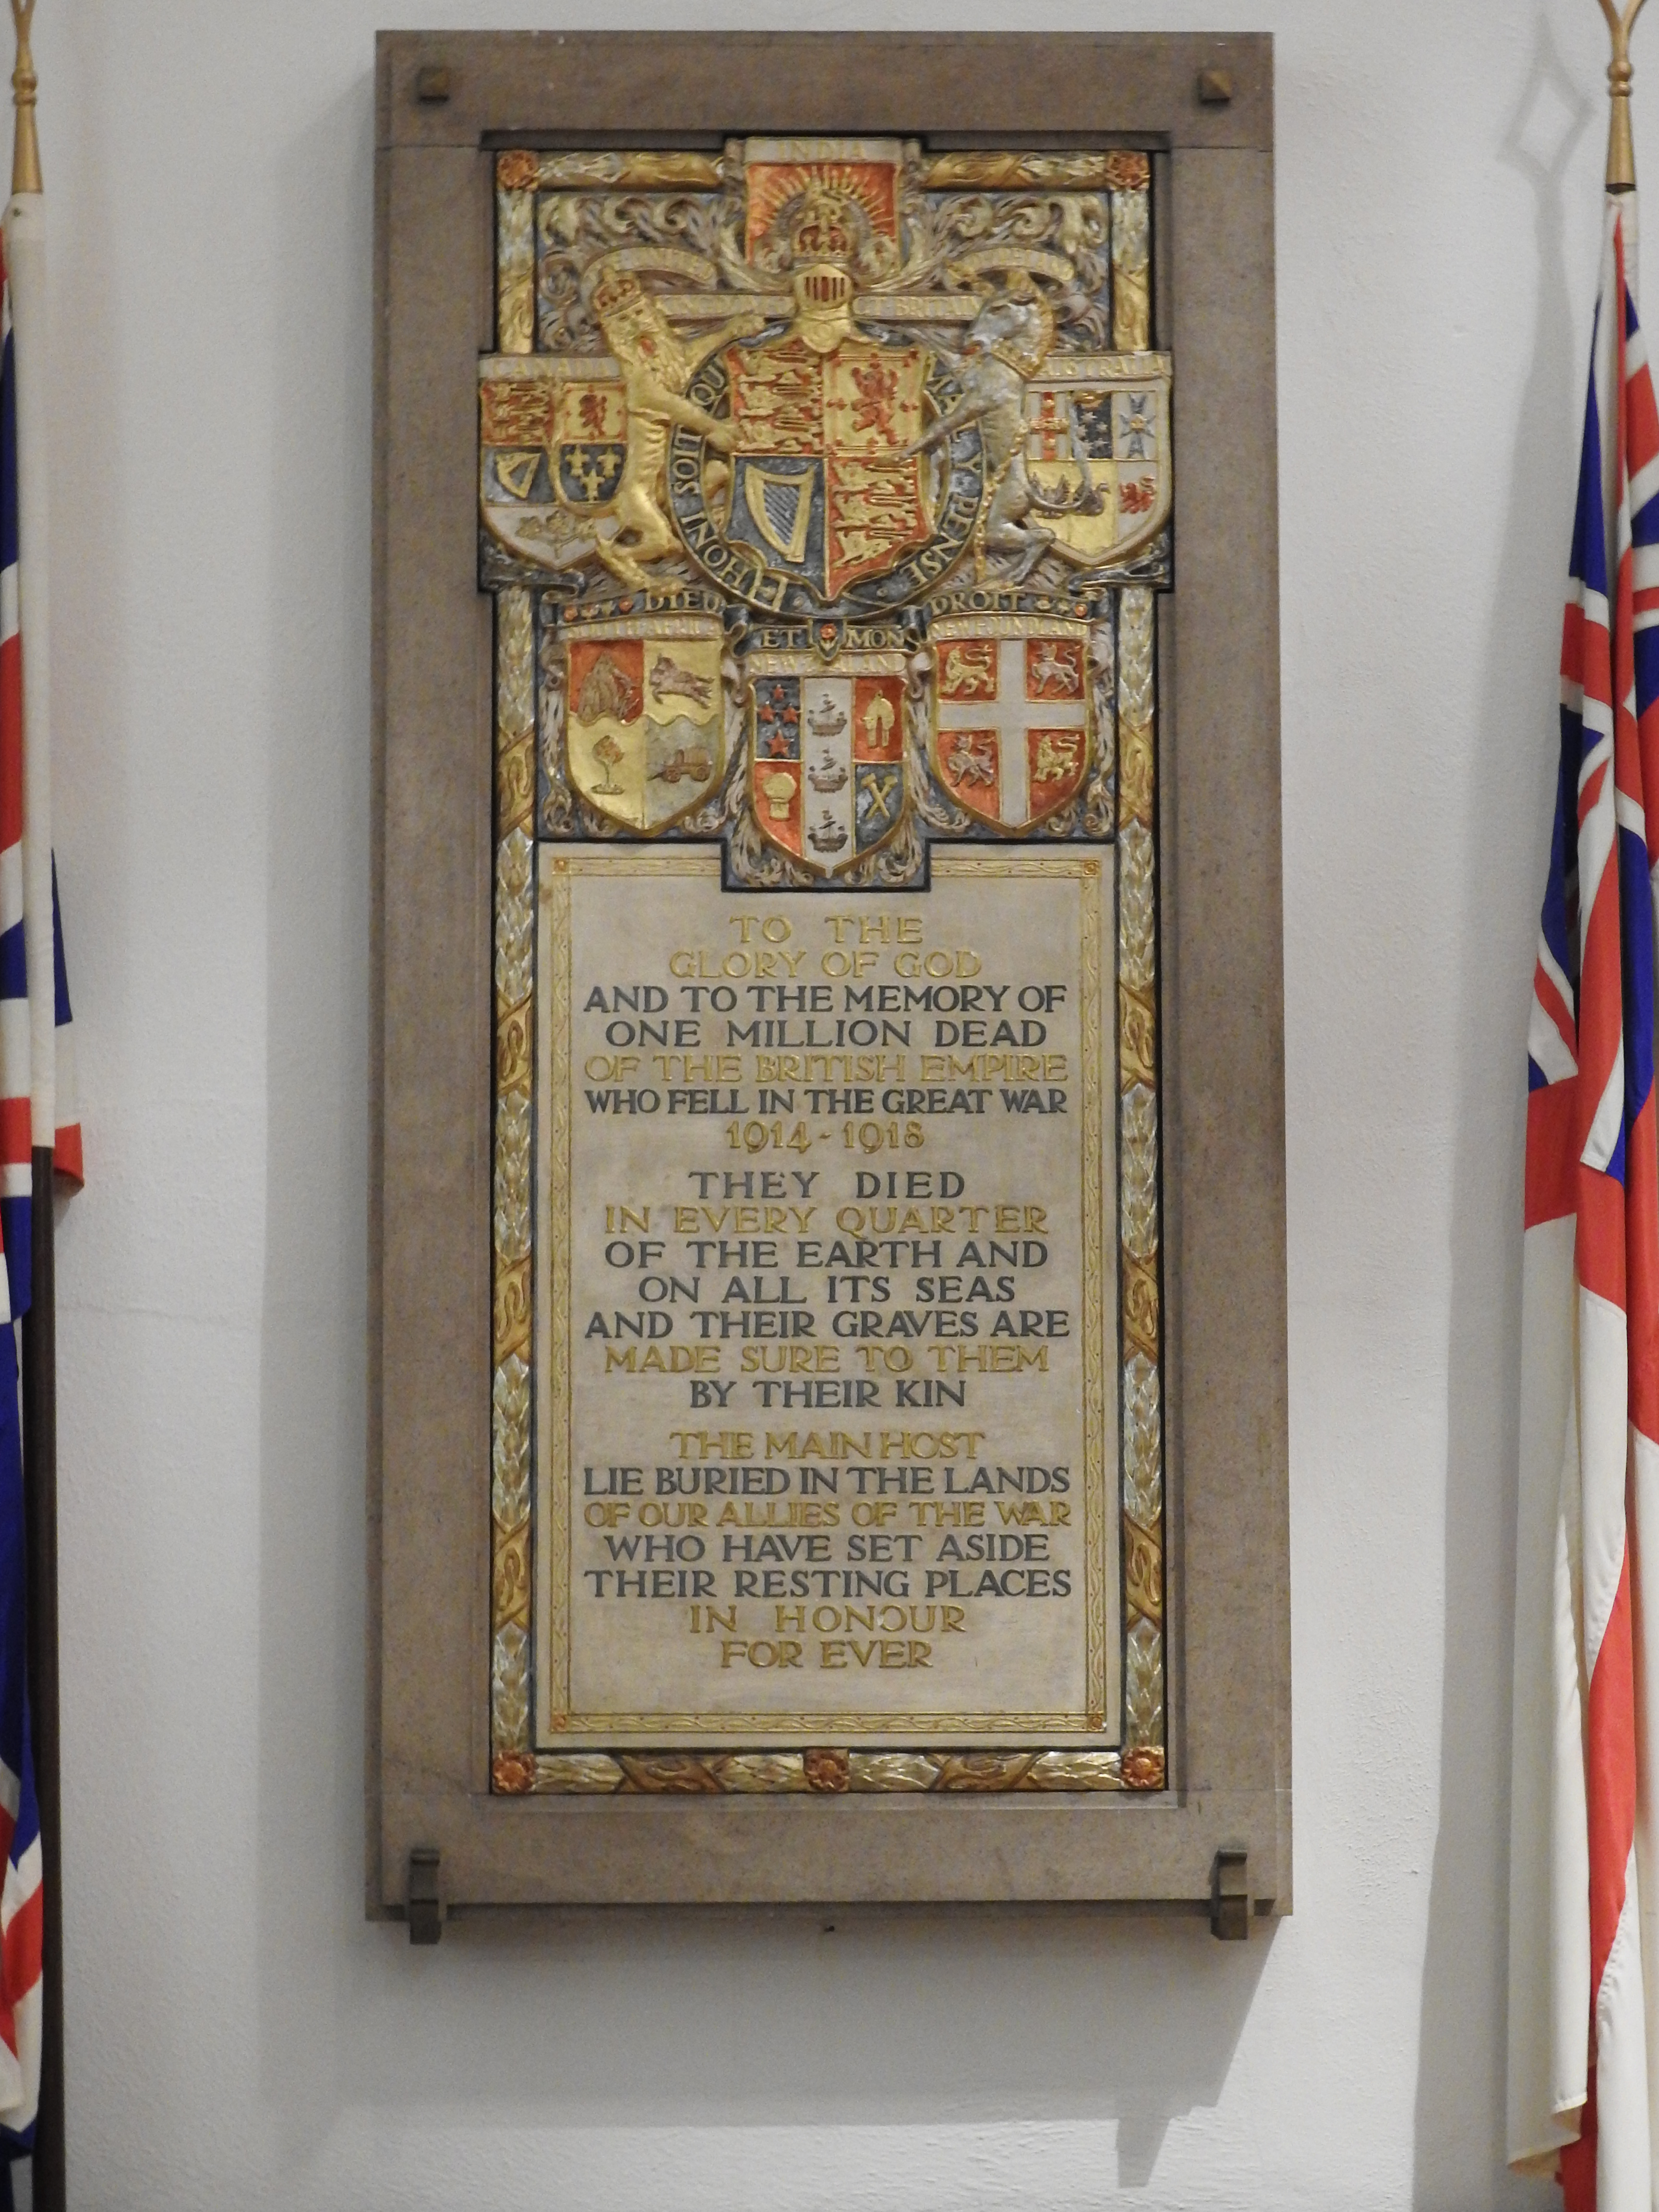 INDIA
CANADA
AUSTRALIA
HONI SOIT QUI
MAL Y PENSE
DIEU
DROIT
ET MON
SOUTH AFRICA
NEWFOUNDLAND
NEW ZEALAND
TO THE
GLORY OF GOD
AND TO THE MEMORY OF
ONE MILLION DEAD
OF THE BRITISH EMPIRE
WHO FELL IN THE GREAT WAR
1914-1918
THEY DIED
IN EVERY QUARTER
OF THE EARTH AND
ON ALL ITS SEAS
AND THEIR GRAVES ARE
MADE SURE TO THEM
BY THEIR KIN
THE MAIN HOST
LIE BURIED IN THE LANDS
OF OUR ALLIES OF THE WAR
WHO HAVE SET ASIDE
THEIR RESTING PLACES
IN HONOUR
FOR EVER